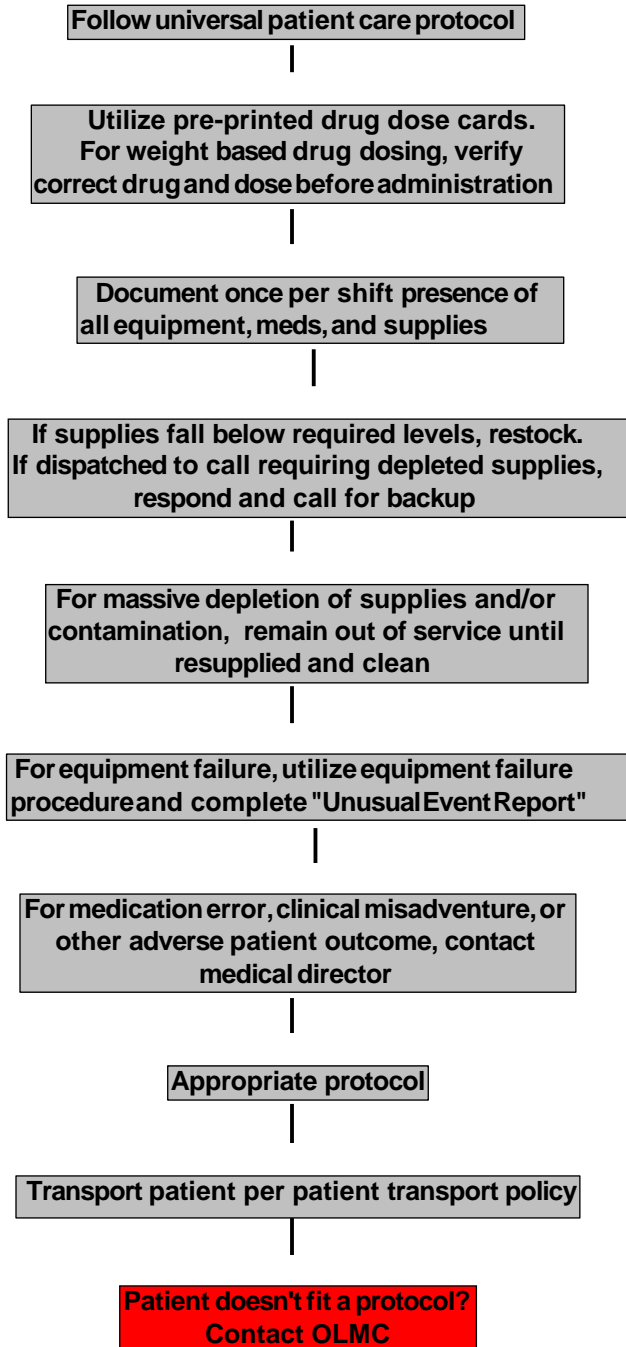 Follow universal patient care protocol
Utilize pre-printed drug dose cards.
For weight based drug dosing, verify
correct drug and dose before administration
Document once per shift presence of
all equipment, meds, and supplies
If supplies fall below required levels, restock.
If dispatched to call requiring depleted supplies,
respond and call for backup
For massive depletion of supplies and/or
contamination, remain out of service until
resupplied and clean
For equipment failure, utilize equipment failure
procedure and complete "Unusual Event Report"
For medication error, clinical misadventure, or
other adverse patient outcome, contact
medical director
Appropriate protocol
Transport patient per patient transport policy
Patient doesn't fit a protocol?
Contact OLMC